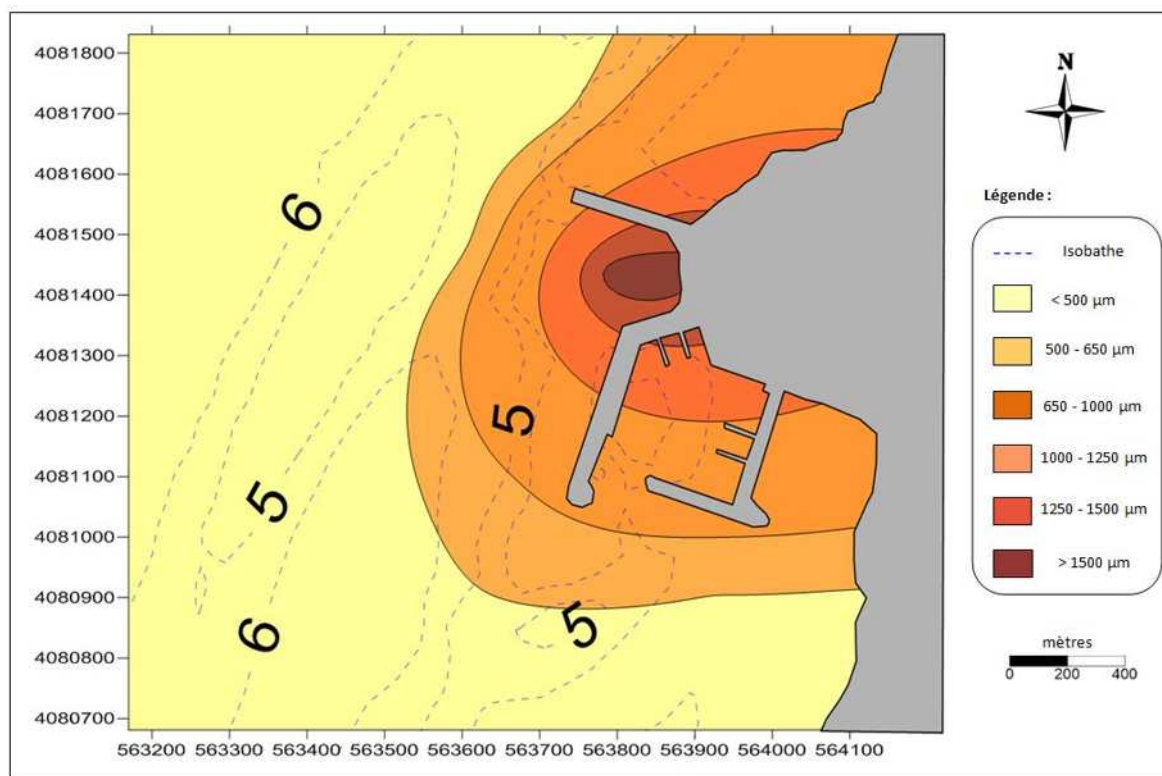 4081800
4081700
4081600
4081500
4081400
4081300
4081200
4081100
4081000
4080900
4080800
4080700
563200 563300 563400 563500 563600 563700 563800 563900 564000 564100
6
5
5
6
5
N
Légende :
Isobathe
< 500 µm
500 - 650 µm
650 - 1000 µm
1000 - 1250 µm
1250 - 1500 µm
> 1500 µm
mètres
0 200 400